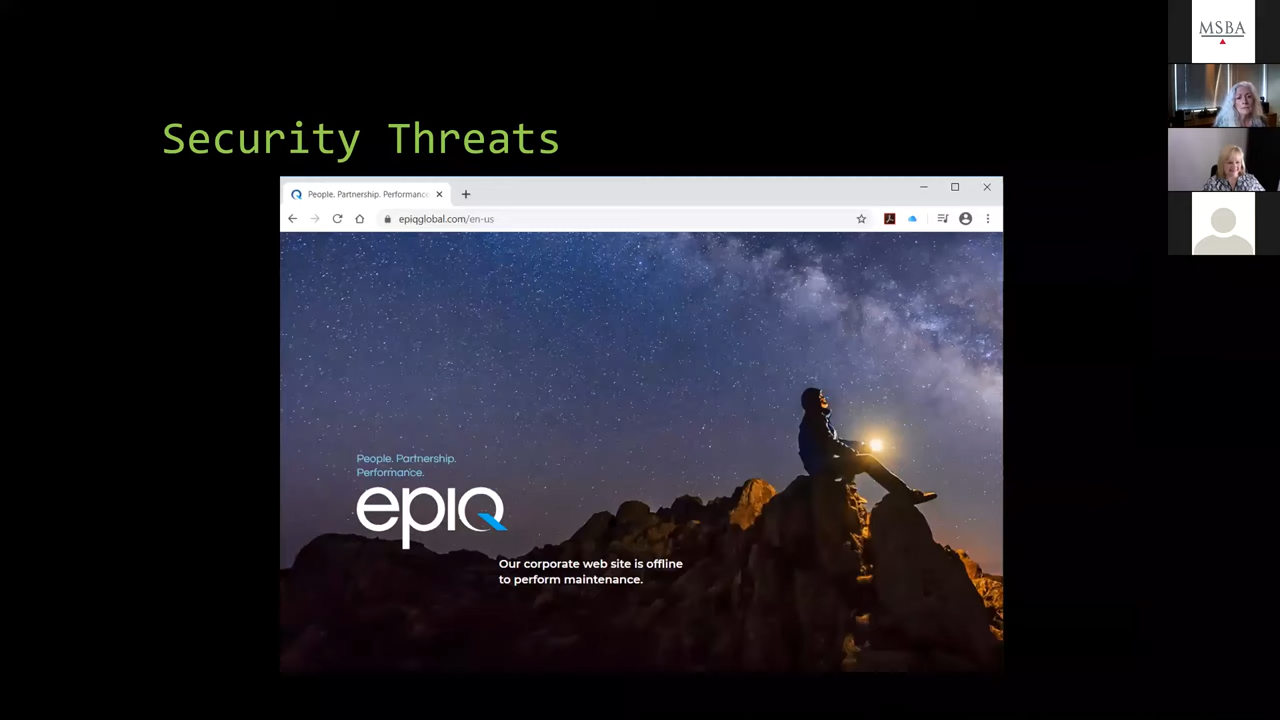 Security Threats
People. Partnership. Performance
epiqglobal.com/en-us
People. Partnership.
Performance.
epiq
Our corporate web site is offline
to perform maintenance.
MSBA